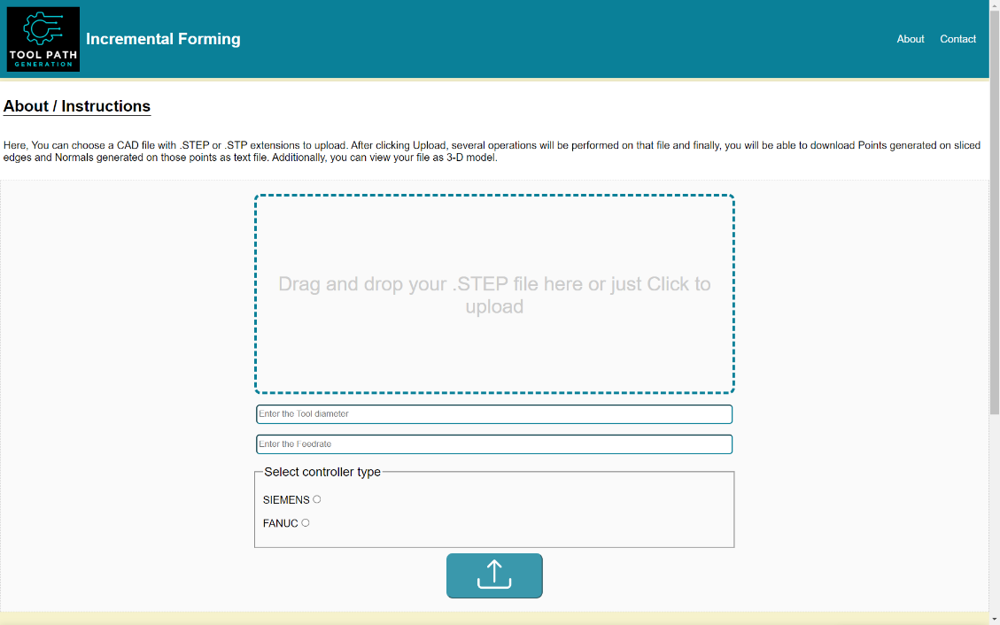 TOOL PATH
GENERATION
Incremental Forming
About
Contact
About / Instructions
Here, You can choose a CAD file with .STEP or .STP extensions to upload. After clicking Upload, several operations will be performed on that file and finally, you will be able to download Points generated on sliced
edges and Normals generated on those points as text file. Additionally, you can view your file as 3-D model.
Drag and drop your .STEP file here or just Click to
upload
Enter the Tool diameter
Enter the Feedrate
Select controller type
SIEMENS
FANUC